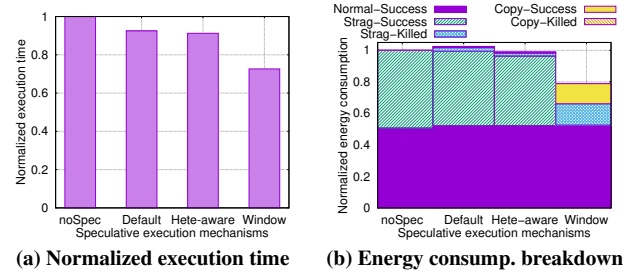 Normalized execution time
1
0.8
0.6
0.4
0.2
0
noSpec Default Hete-aware Window
Speculative execution mechanisms
(a) Normalized execution time
Normal-Success
Strag-Success
Strag-Killed
Copy-Success
Copy-Killed
Normalized energy consumption
1
0.8
0.6
0.4
0.2
0
noSpec Default Hete-aware Window
Speculative execution mechanisms
(b) Energy consump. breakdown